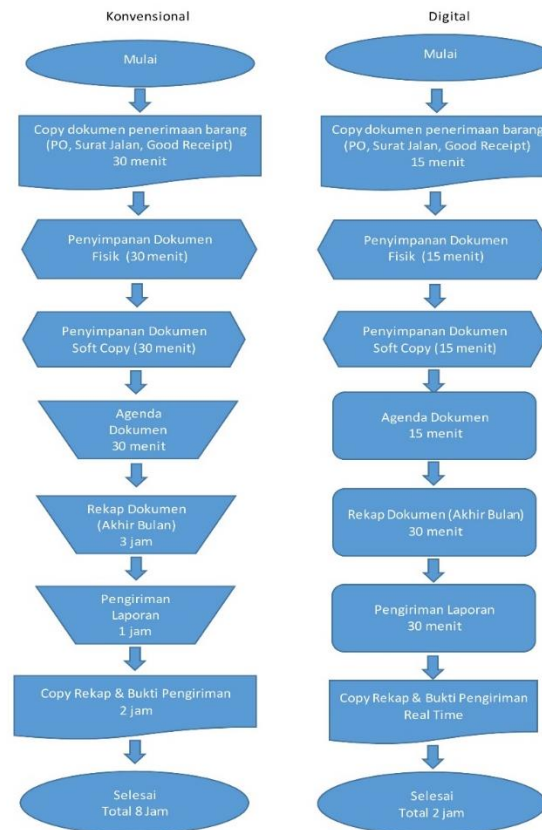 Konvensional
Mulai
Copy dokumen penerimaan barang
(PO, Surat Jalan, Good Receipt)
30 menit
Penyimpanan Dokumen
Fisik (30 menit)
Penyimpanan Dokumen
Soft Copy (30 menit)
Agenda
Dokumen
30 menit
Rekap Dokumen
(Akhir Bulan)
3 jam
Pengiriman
Laporan
1 jam
Copy Rekap & Bukti Pengiriman
2 jam
Selesai
Total 8 Jam
Digital
Mulai
Copy dokumen penerimaan barang
(PO, Surat Jalan, Good Receipt)
15 menit
Penyimpanan Dokumen
Fisik (15 menit)
Penyimpanan Dokumen
Soft Copy (15 menit)
Agenda Dokumen
15 menit
Rekap Dokumen (Akhir Bulan)
30 menit
Pengiriman Laporan
30 menit
Copy Rekap & Bukti Pengiriman
Real Time
Selesai
Total 2 jam